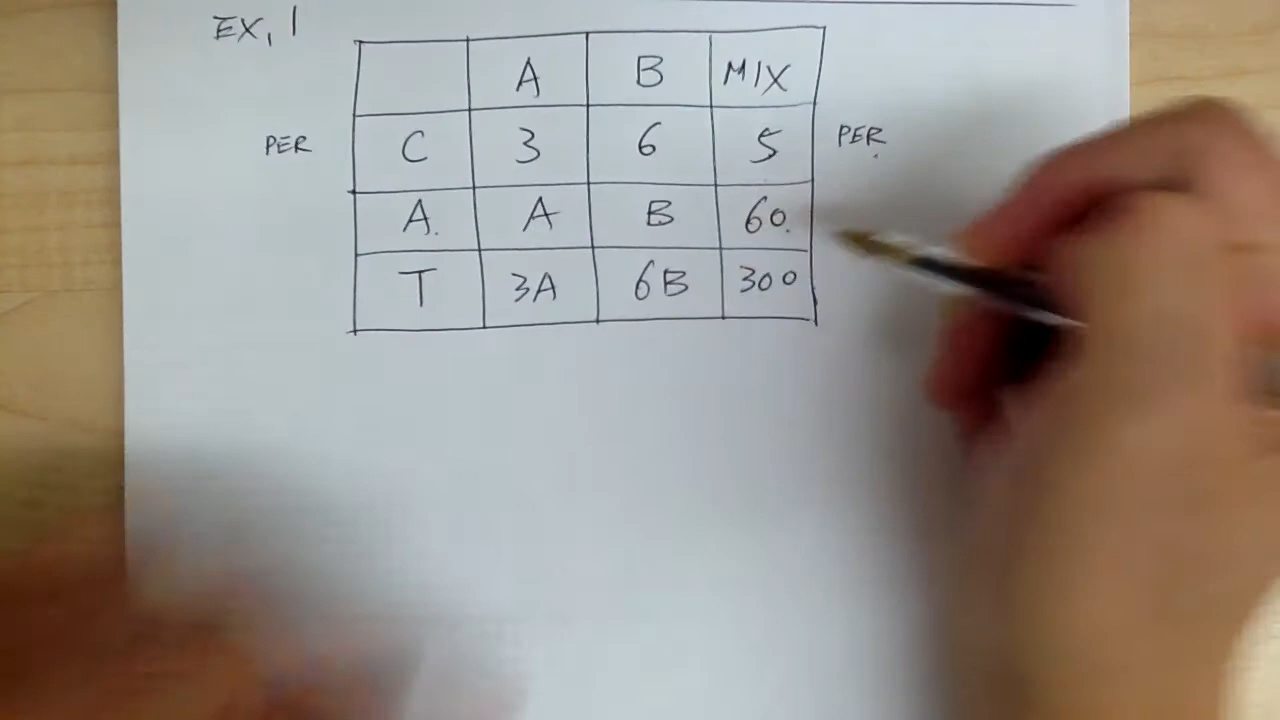 EX, 1
A B MIX
PER C 3 6 5 PER
A. A B 60.
T 3A 6B 300